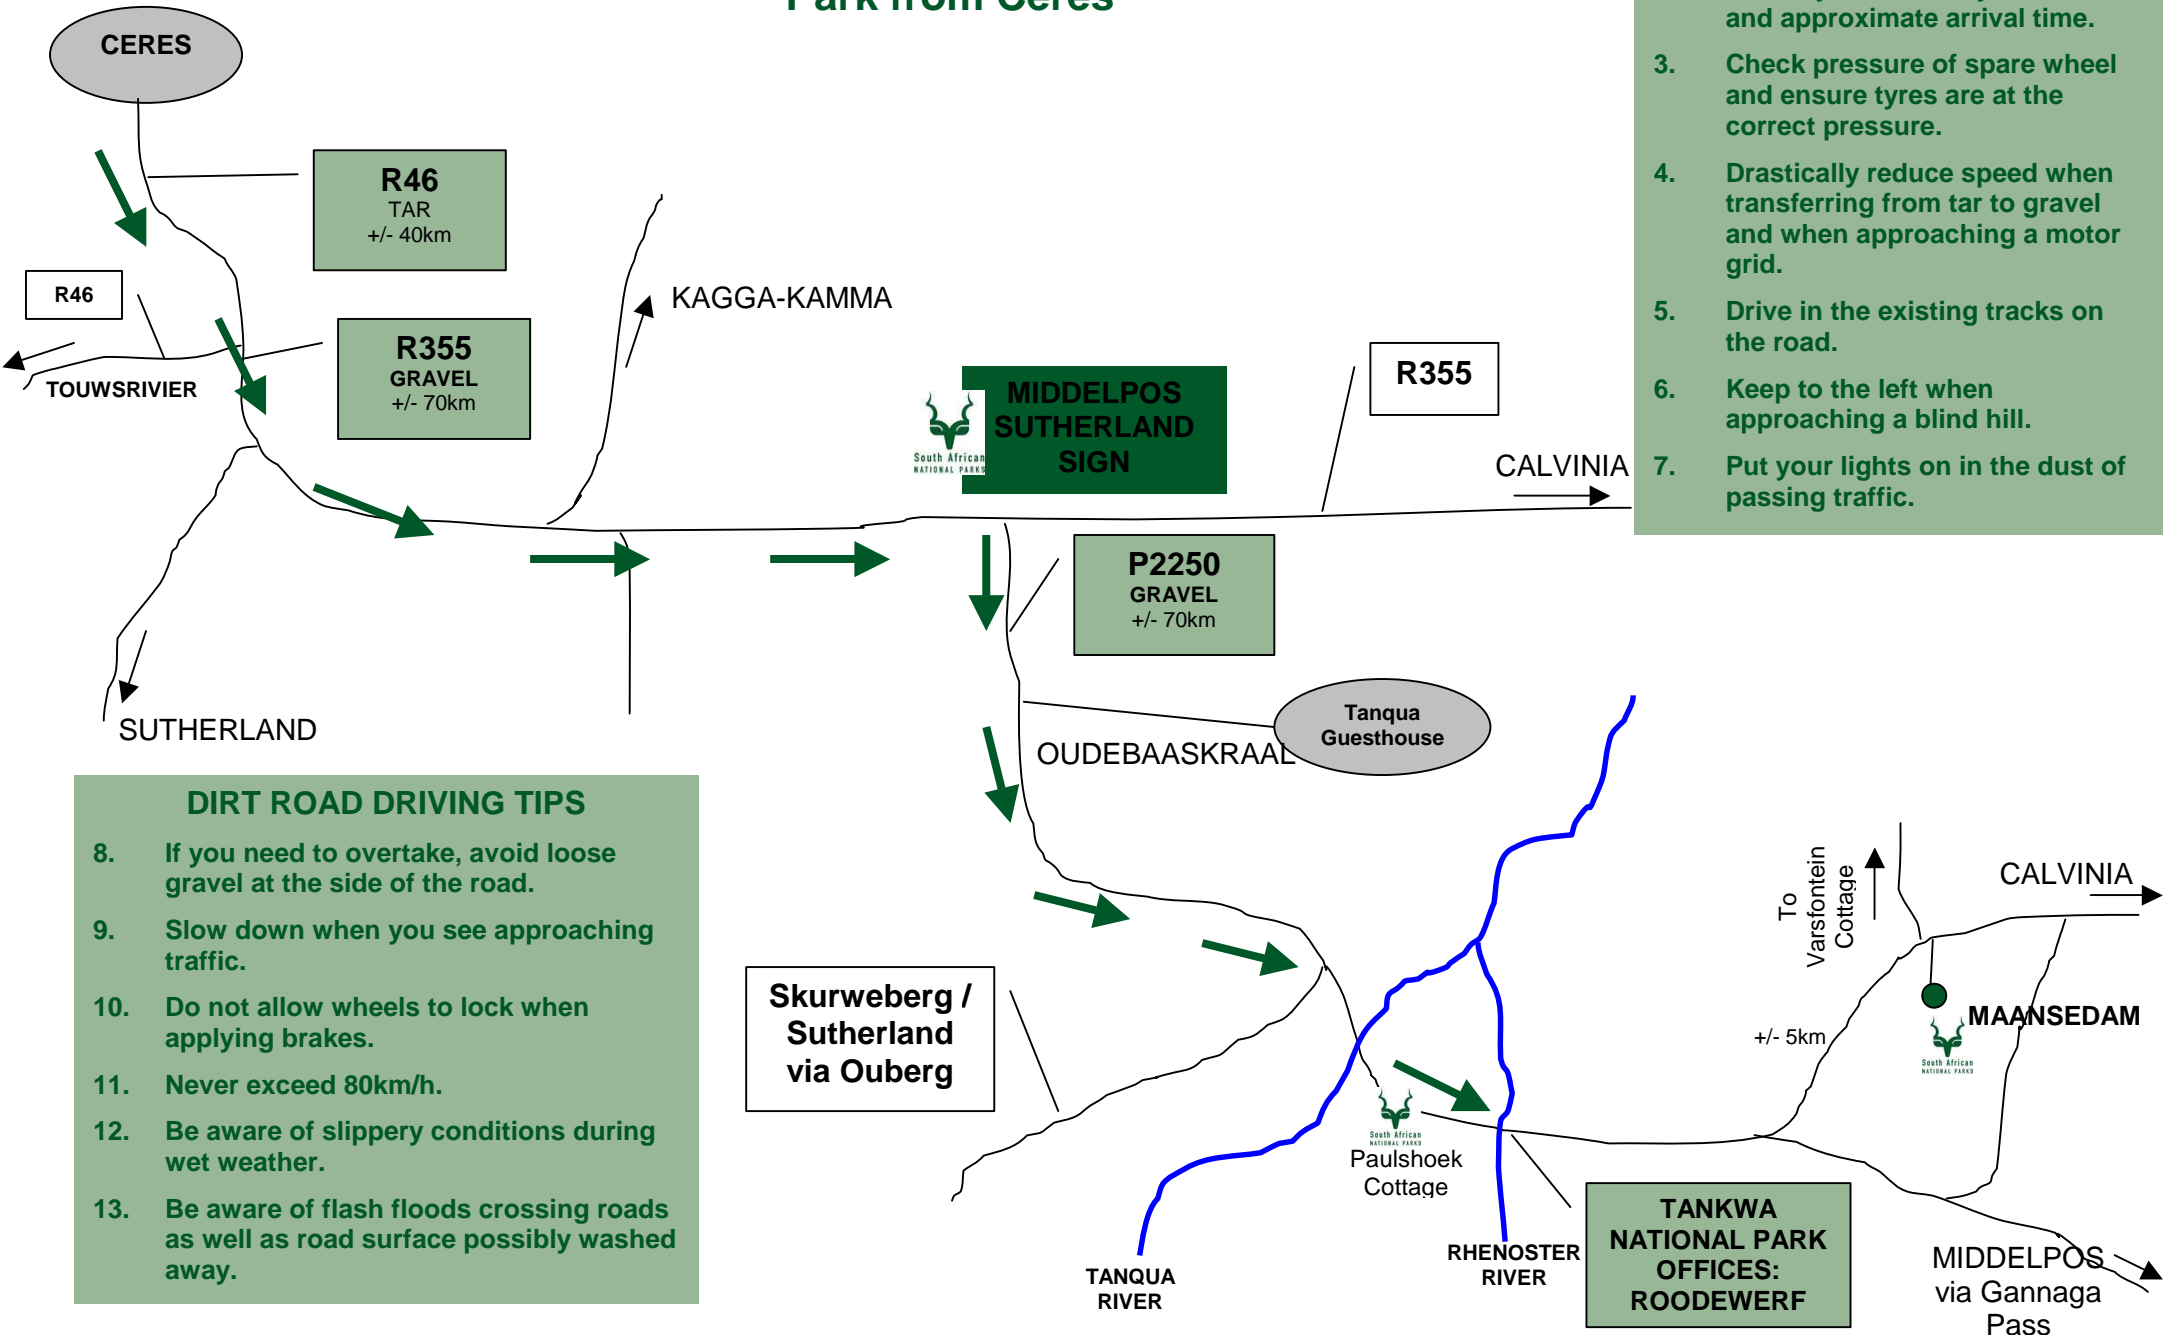 Park from Ceres
CERES
R46
TAR
+/- 40km
R46
TOUWSRIVIER
R355
GRAVEL
+/- 70km
KAGGA-KAMMA
South African
NATIONAL PARKS
MIDDELPOS
SUTHERLAND
SIGN
R355
CALVINIA
and approximate arrival time.
3. Check pressure of spare wheel
and ensure tyres are at the
correct pressure.
4. Drastically reduce speed when
transferring from tar to gravel
and when approaching a motor
grid.
5. Drive in the existing tracks on
the road.
6. Keep to the left when
approaching a blind hill.
7. Put your lights on in the dust of
passing traffic.
P2250
GRAVEL
+/- 70km
SUTHERLAND
Tanqua
Guesthouse
OUDEBAASKRAAL
DIRT ROAD DRIVING TIPS
8. If you need to overtake, avoid loose
gravel at the side of the road.
9. Slow down when you see approaching
traffic.
10. Do not allow wheels to lock when
applying brakes.
11. Never exceed 80km/h.
12. Be aware of slippery conditions during
wet weather.
13. Be aware of flash floods crossing roads
as well as road surface possibly washed
away.
Skurweberg /
Sutherland
via Ouberg
To
Varsfontein
Cottage
CALVINIA
MAANSEDAM
South African
NATIONAL PARKS
+/- 5km
South African
NATIONAL PARKS
Paulshoek
Cottage
TANQUA
RIVER
RHENOSTER
RIVER
TANKWA
NATIONAL PARK
OFFICES:
ROODEWERF
MIDDELPOS
via Gannaga
Pass